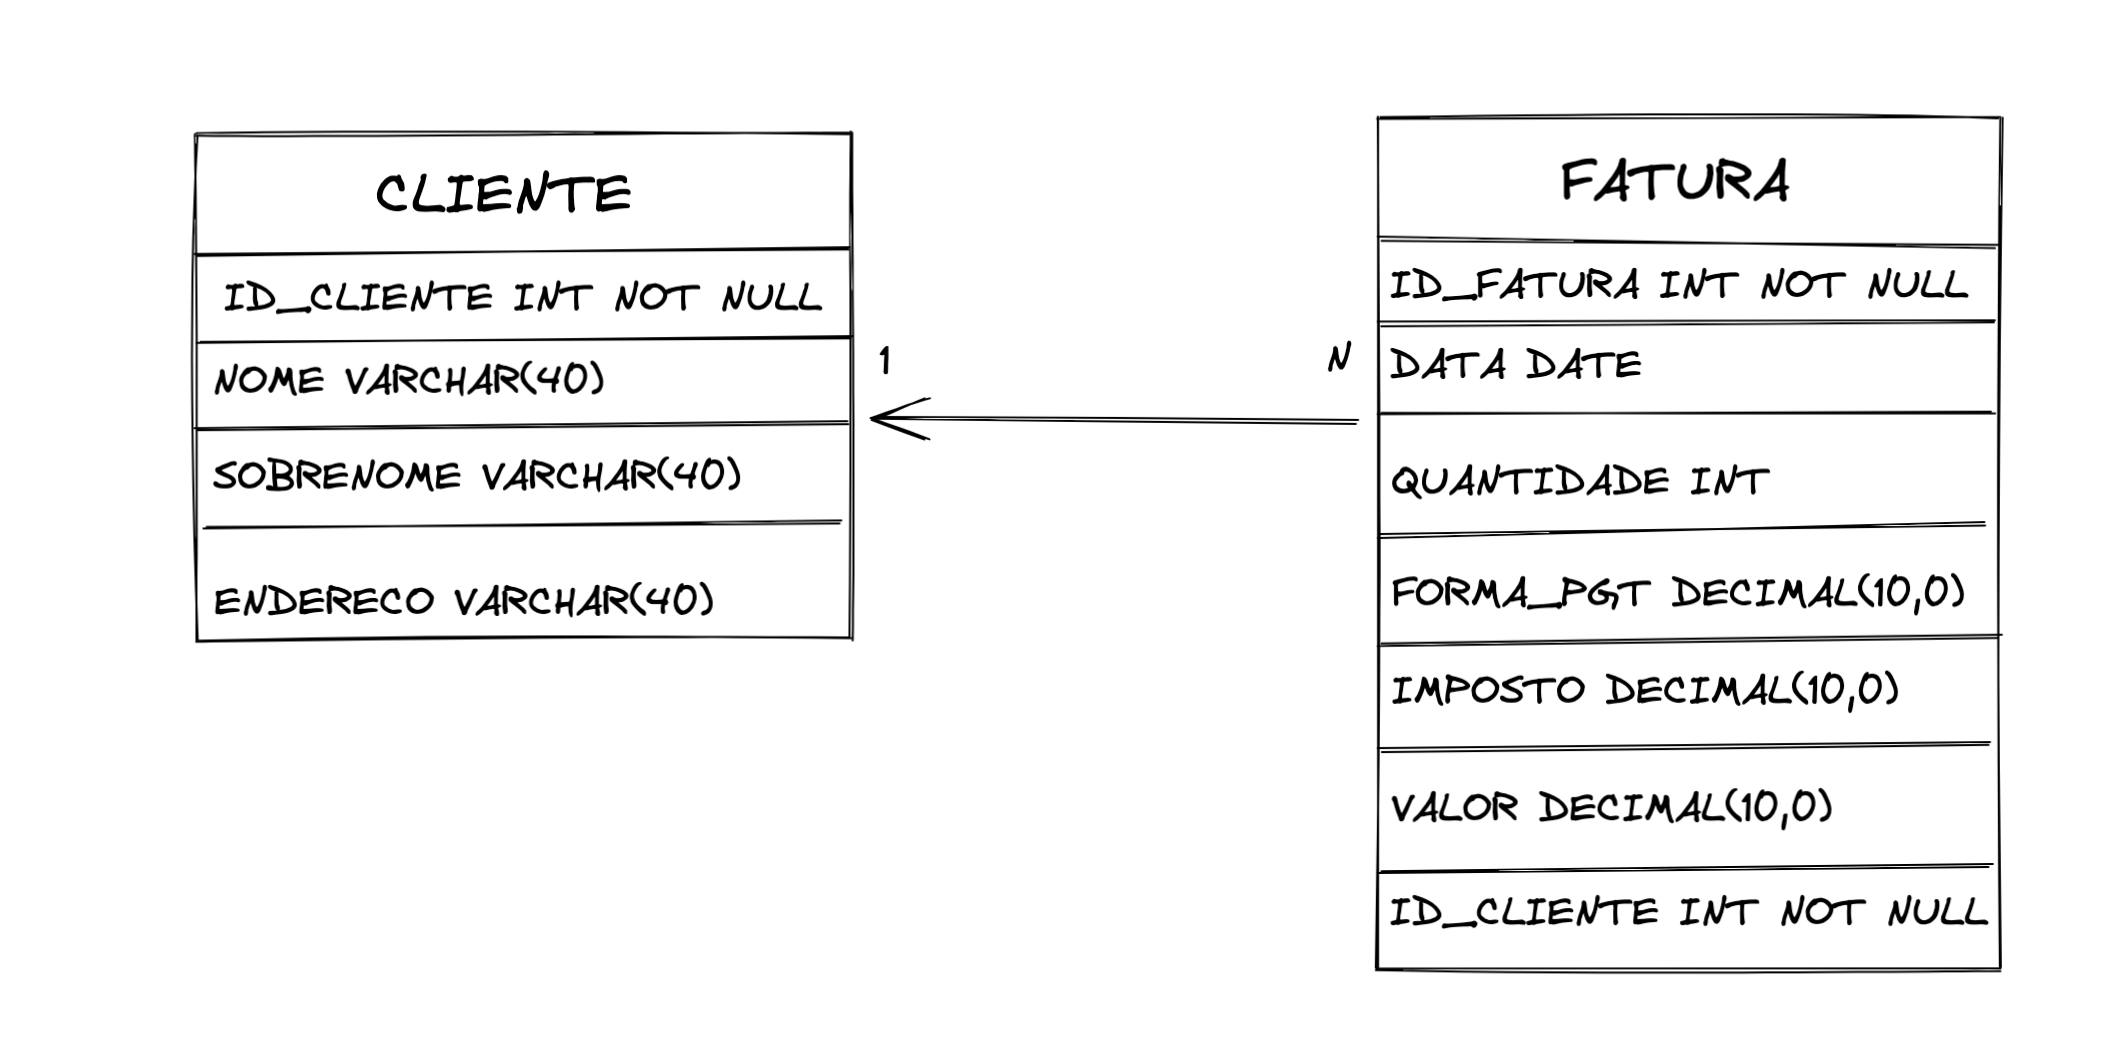 CLIENTE
ID_CLIENTE INT NOT NULL
NOME VARCHAR(40)
SOBRENOME VARCHAR(40)
ENDERECO VARCHAR(40)
1
N
FATURA
ID_FATURA INT NOT NULL
DATA DATE
QUANTIDADE INT
FORMA_PGT DECIMAL(10,0)
IMPOSTO DECIMAL(10,0)
VALOR DECIMAL(10,0)
ID_CLIENTE INT NOT NULL